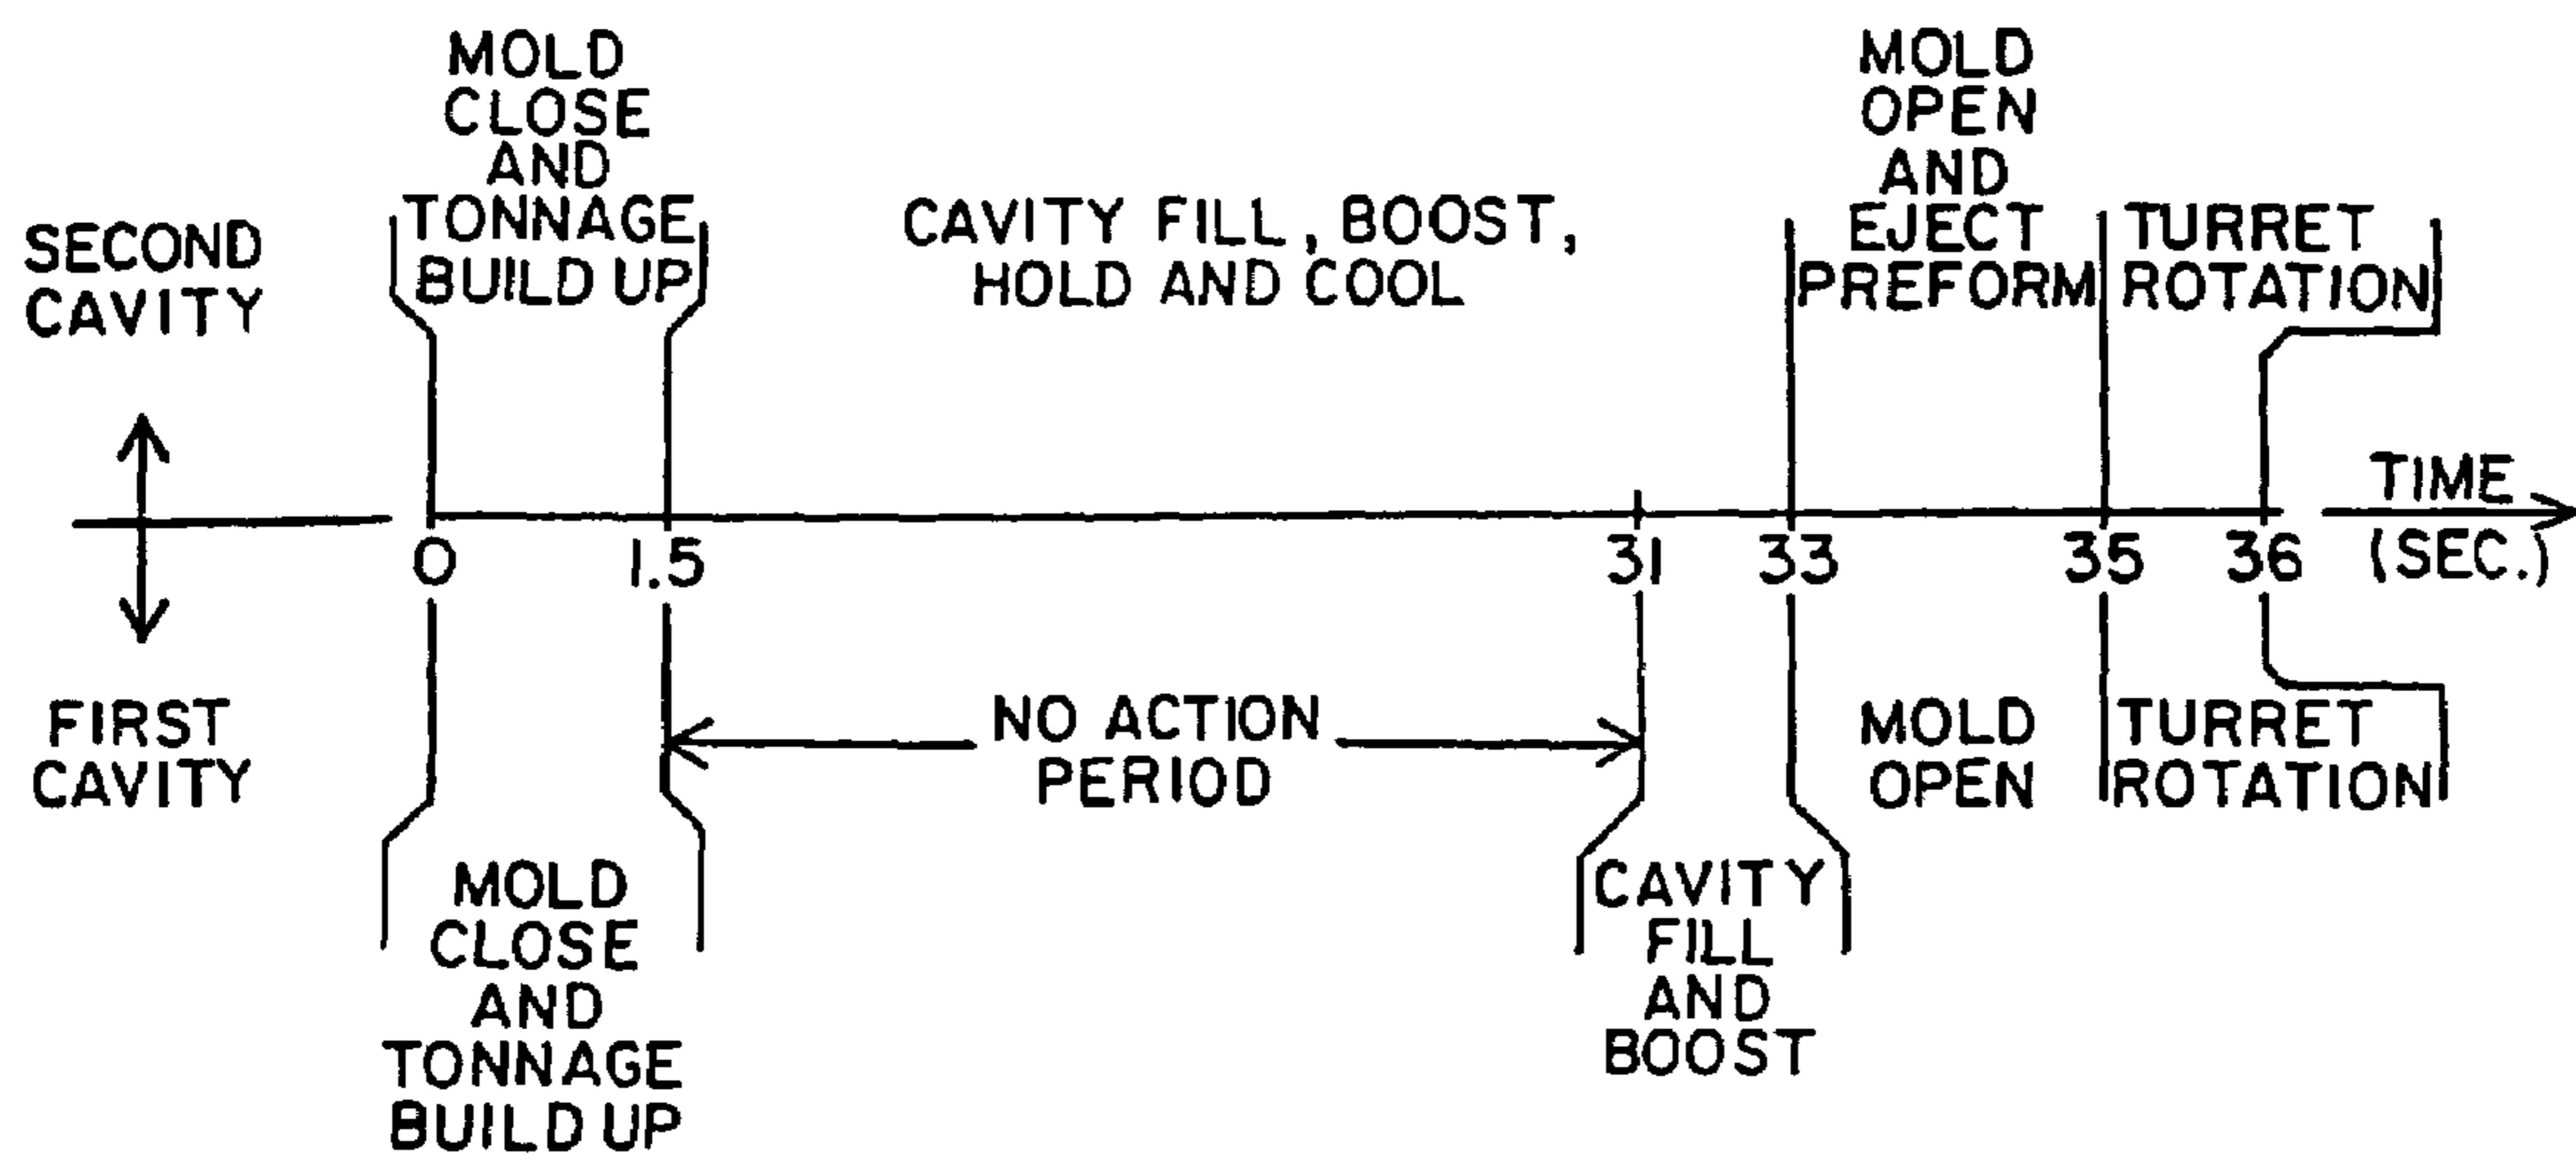 MOLD
CLOSE
AND
TONNAGE
BUILD UP
MOLD
OPEN
AND
EJECT
PREFORM
SECOND
CAVITY
CAVITY FILL, BOOST,
HOLD AND COOL
TURRET
ROTATION
TIME
(SEC.)
0
1.5
31
33
35
36
FIRST
CAVITY
NO ACTION
PERIOD
MOLD
OPEN
TURRET
ROTATION
MOLD
CLOSE
AND
TONNAGE
BUILD UP
CAVITY
FILL
AND
BOOST